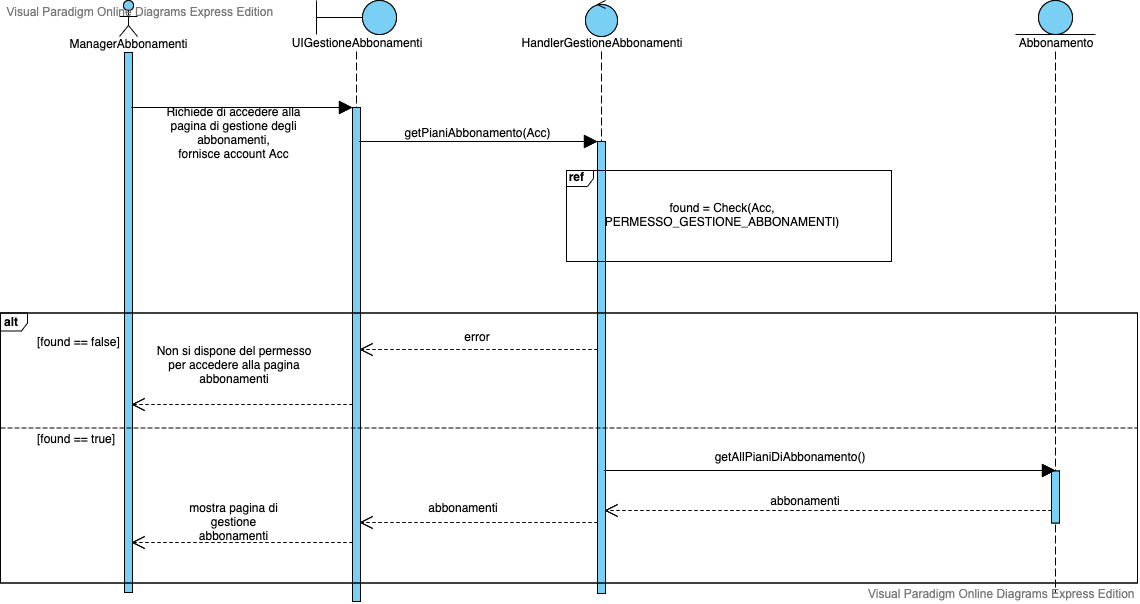 Visual Paradigm Online Diagrams Express Edition
ManagerAbbonamenti
UIGestioneAbbonamenti
HandlerGestioneAbbonamenti
Abbonamento
Richiede di accedere alla
pagina di gestione degli
abbonamenti,
fornisce account Acc
getPianiAbbonamento(Acc)
ref
found = Check(Acc,
PERMESSO_GESTIONE_ABBONAMENTI)
alt
[found == false]
error
Non si dispone del permesso
per accedere alla pagina
abbonamenti
[found == true]
getAllPianiDiAbbonamento()
abbonamenti
abbonamenti
mostra pagina di
gestione
abbonamenti
Visual Paradigm Online Diagrams Express Edition